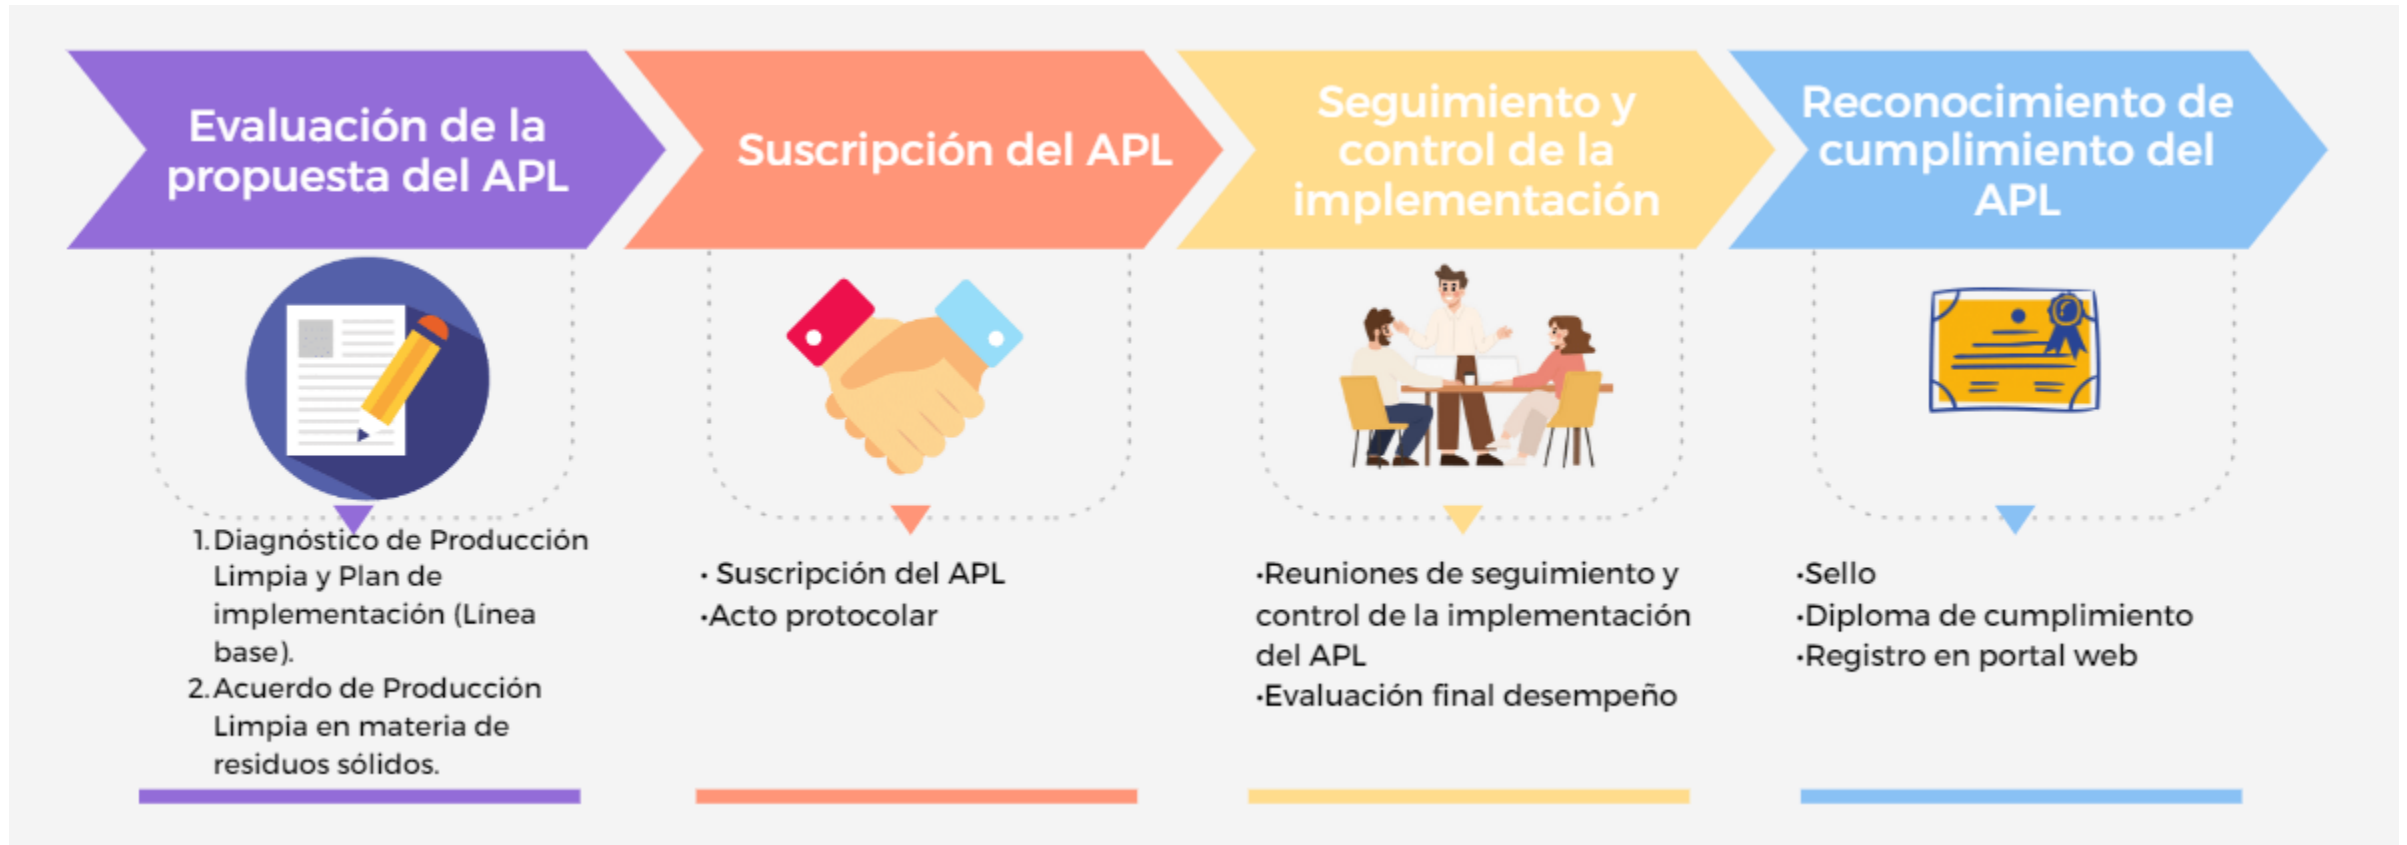 Evaluación de la
propuesta del APL
Suscripción del APL
Seguimiento y
control de la
implementación
Reconocimiento de
cumplimiento del
APL
1.Diagnóstico de Producción
Limpia y Plan de
implementación (Línea
base).
2.Acuerdo de Producción
Limpia en materia de
residuos sólidos.
• Suscripción del APL
•Acto protocolar
•Reuniones de seguimiento y
control de la implementación
del APL
•Evaluación final desempeño
•Sello
•Diploma de cumplimiento
•Registro en portal web